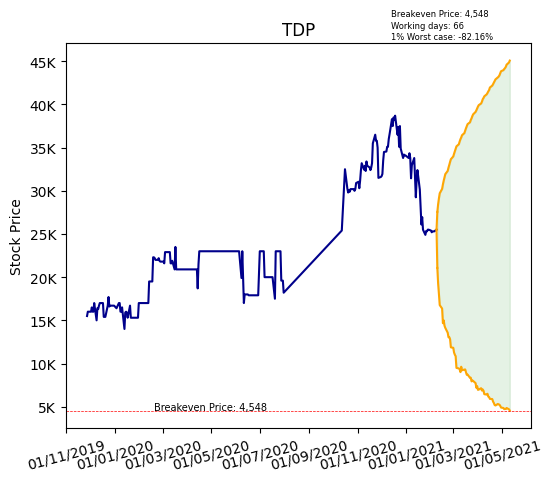 Breakeven Price: 4,548
Working days: 66
1% Worst case: -82.16%
TDP
Stock Price
45K
40K
35K
30K
25K
20K
15K
10K
5K
Breakeven Price: 4,548
01/11/2019
01/01/2020
01/03/2020
01/05/2020
01/07/2020
01/09/2020
01/11/2020
01/01/2021
01/03/2021
01/05/2021